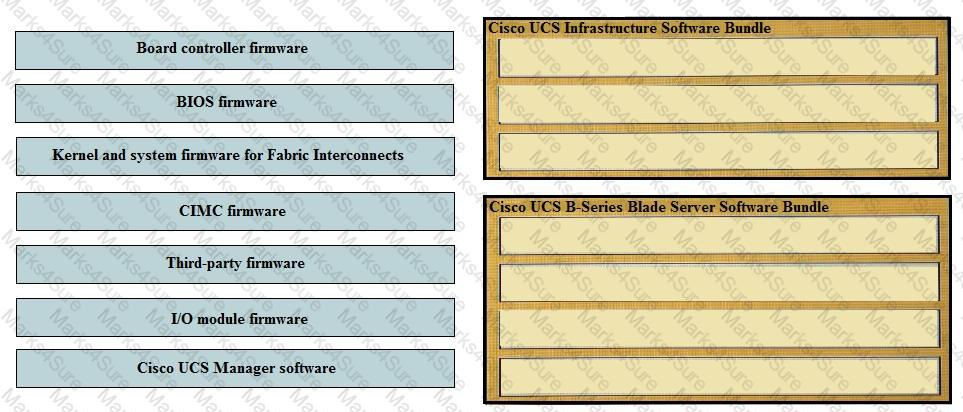 Board controller firmware
BIOS firmware
Kernel and system firmware for Fabric Interconnects
CIMC firmware
Third-party firmware
I/O module firmware
Cisco UCS Manager software
Cisco UCS Infrastructure Software Bundle
Cisco UCS B-Series Blade Server Software Bundle
Marks4Sure